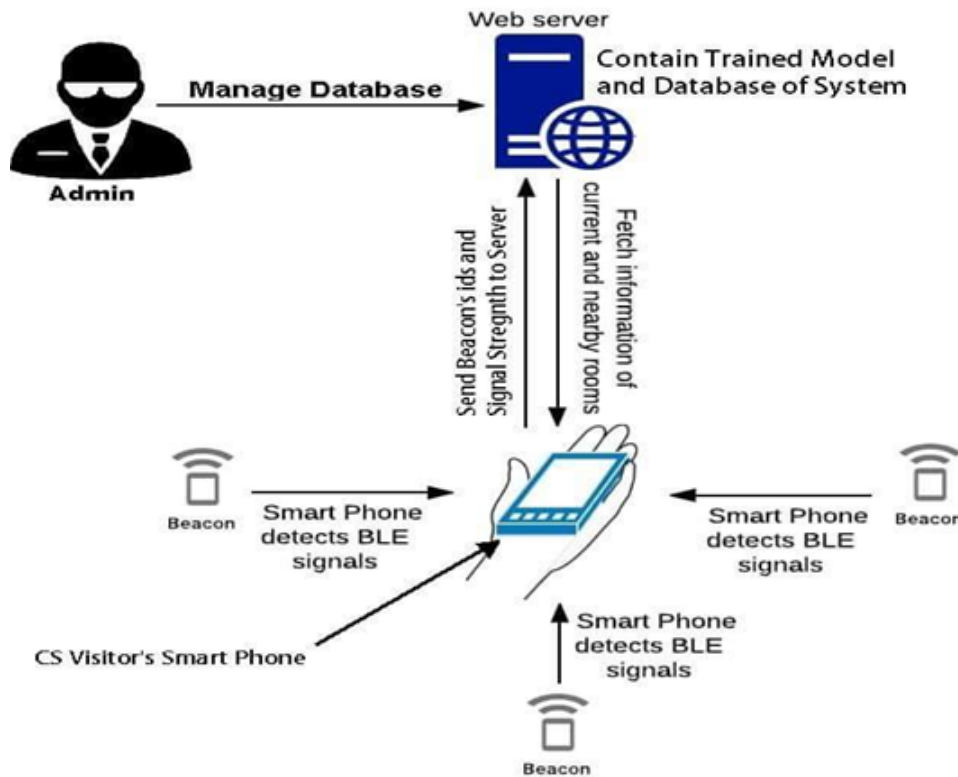 Web server
Contain Trained Model
and Database of System
Manage Database
Admin
Send Beacon's ids and
Signal Stregnth to Server
Fetch information of
current and nearby rooms
Beacon
Smart Phone
detects BLE
signals
Smart Phone
detects BLE
signals
Beacon
CS Visitor's Smart Phone
Smart Phone
detects BLE
signals
Beacon